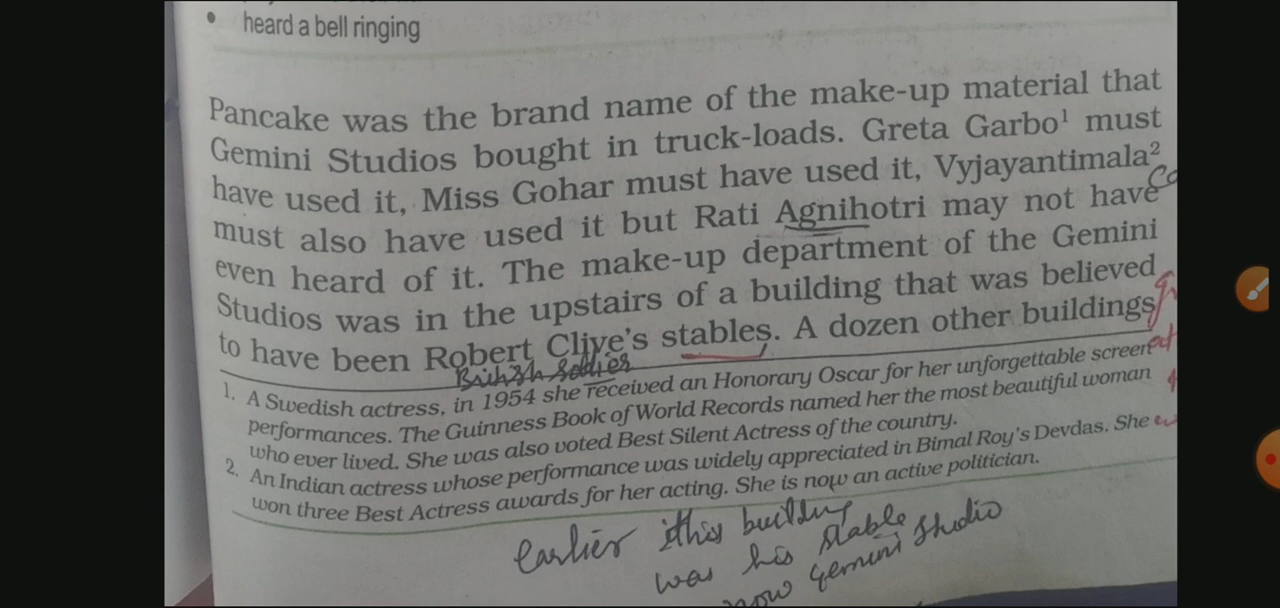 • heard a bell ringing
Pancake was the brand name of the make-up material that
Gemini Studios bought in truck-loads. Greta Garbo¹ must
have used it, Miss Gohar must have used it, Vyjayantimala²
must also have used it but Rati Agnihotri may not have
even heard of it. The make-up department of the Gemini
Studios was in the upstairs of a building that was believed
to have been Robert Clive's stables. A dozen other buildings
British Soldier
1. A Swedish actress, in 1954 she received an Honorary Oscar for her unforgettable screen
performances. The Guinness Book of World Records named her the most beautiful woman
who ever lived. She was also voted Best Silent Actress of the country.
2. An Indian actress whose performance was widely appreciated in Bimal Roy's Devdas. She
won three Best Actress awards for her acting. She is now an active politician.
earlier this building
was his stable
now Gemini Studio